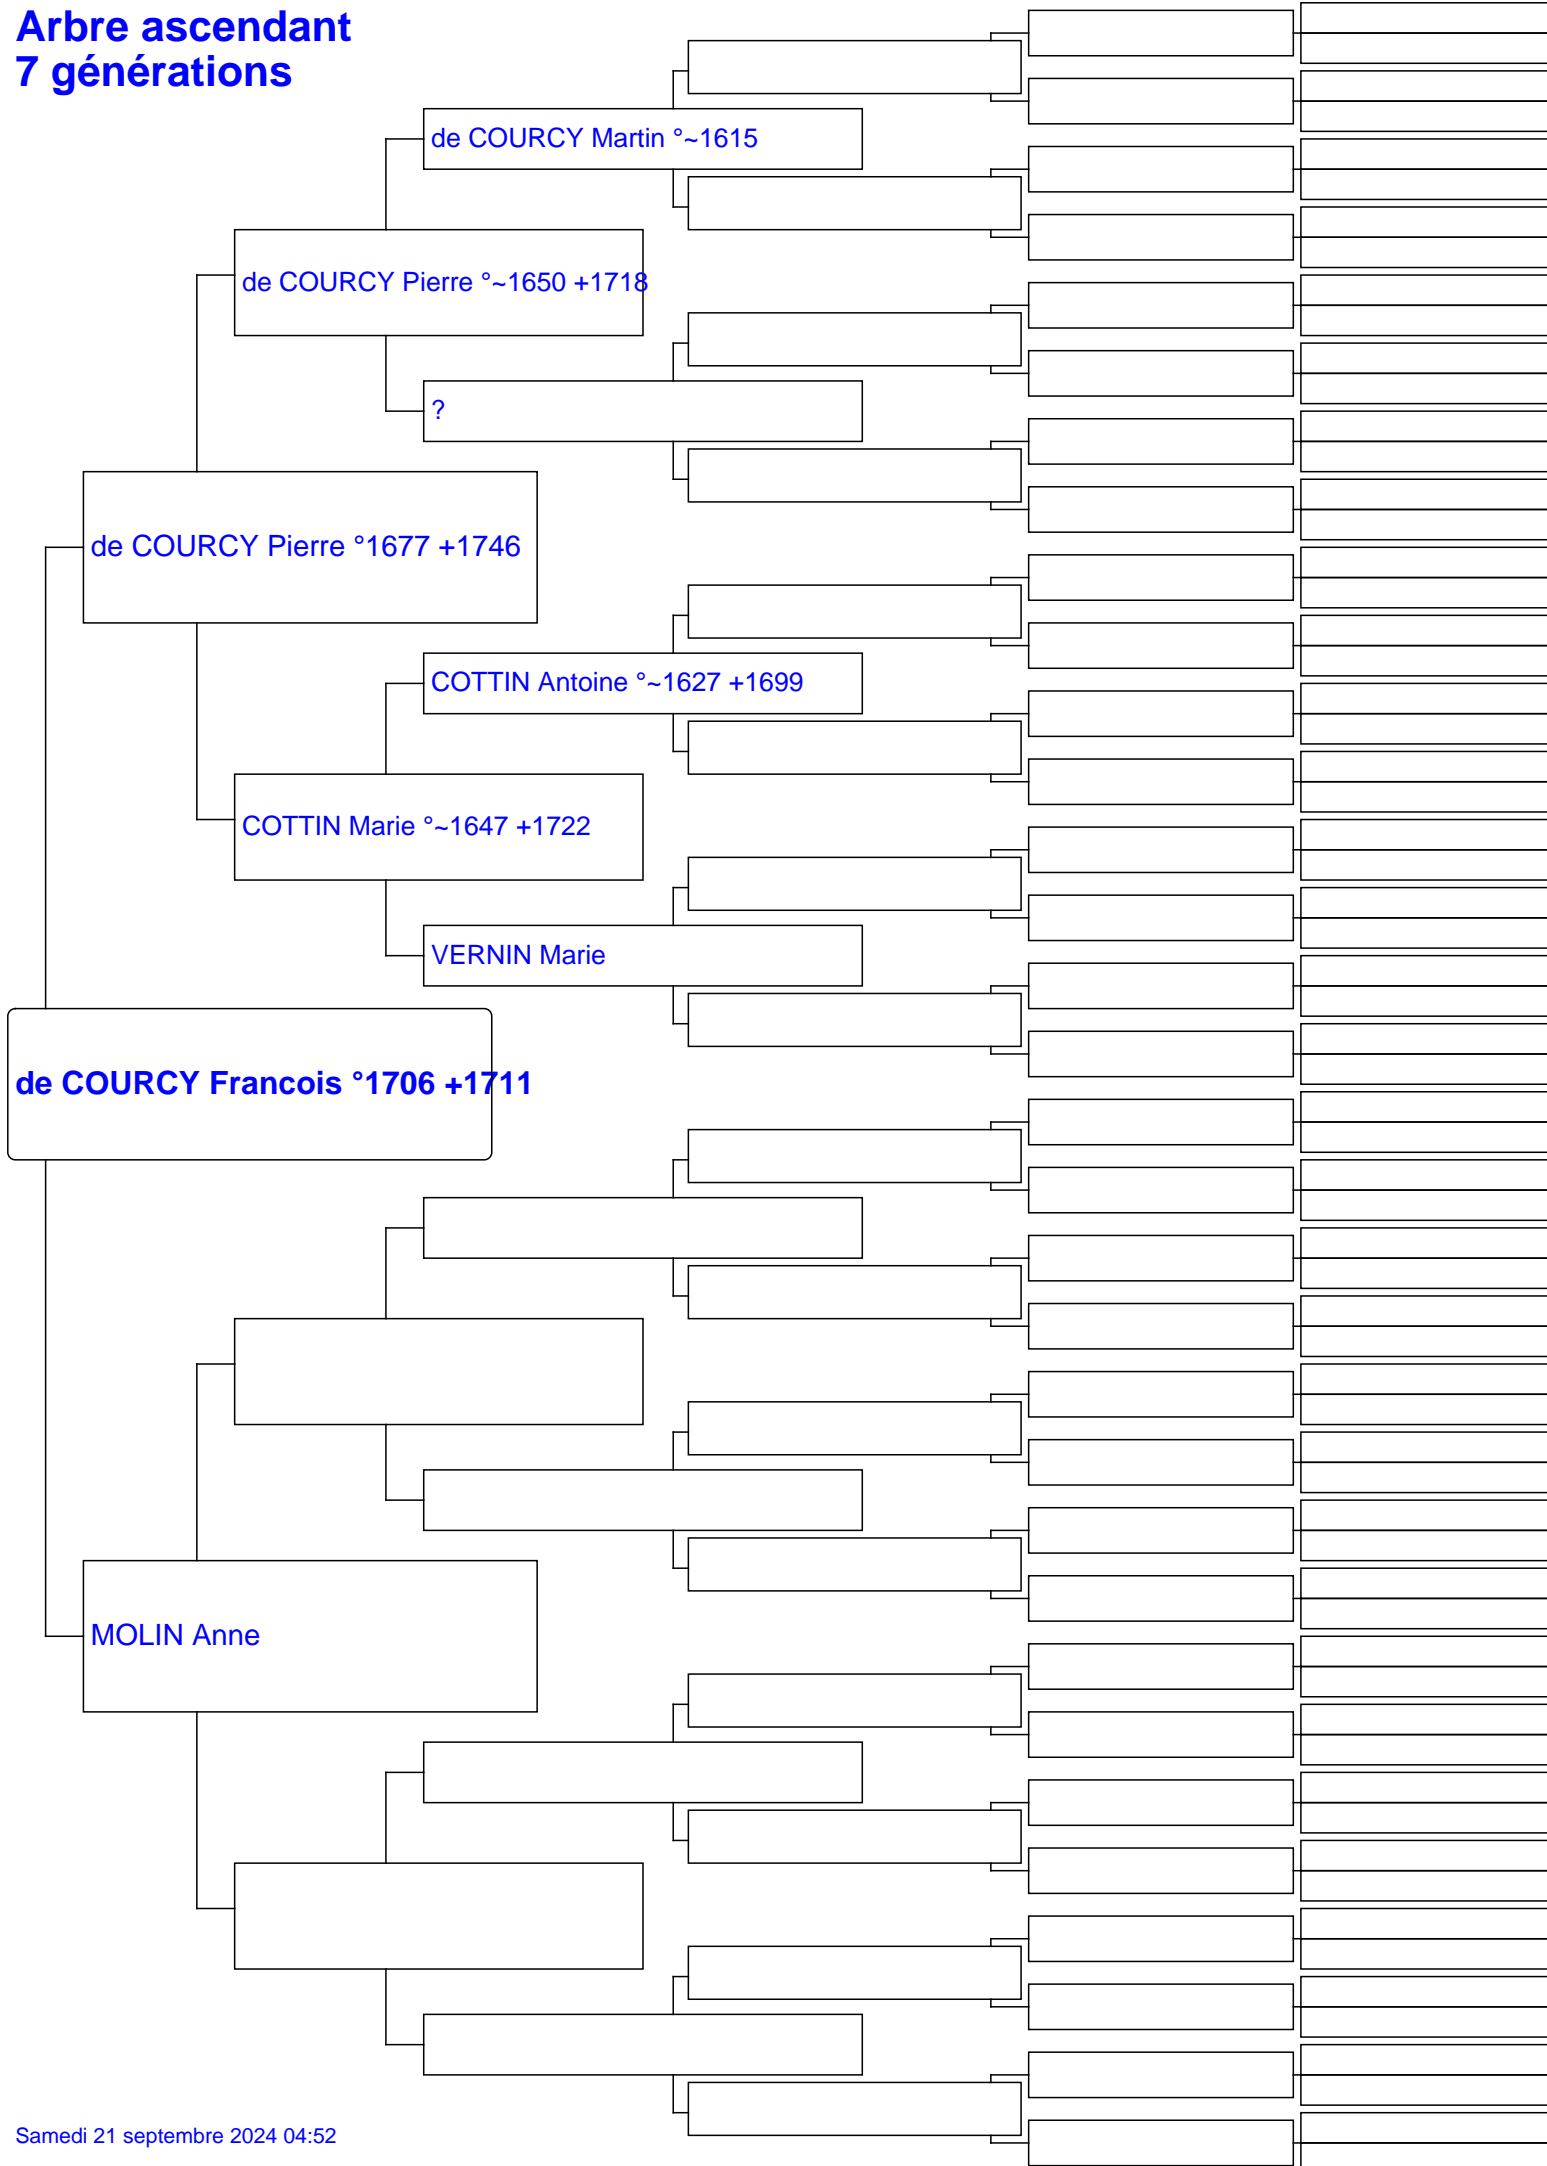 Arbre ascendant
7 générations
de COURCY Martin °~1615
de COURCY Pierre °~1650 +1718
?
de COURCY Pierre °1677 +1746
COTTIN Antoine °~1627 +1699
COTTIN Marie °~1647 +1722
VERNIN Marie
de COURCY Francois °1706 +1711
MOLIN Anne
Samedi 21 septembre 2024 04:52